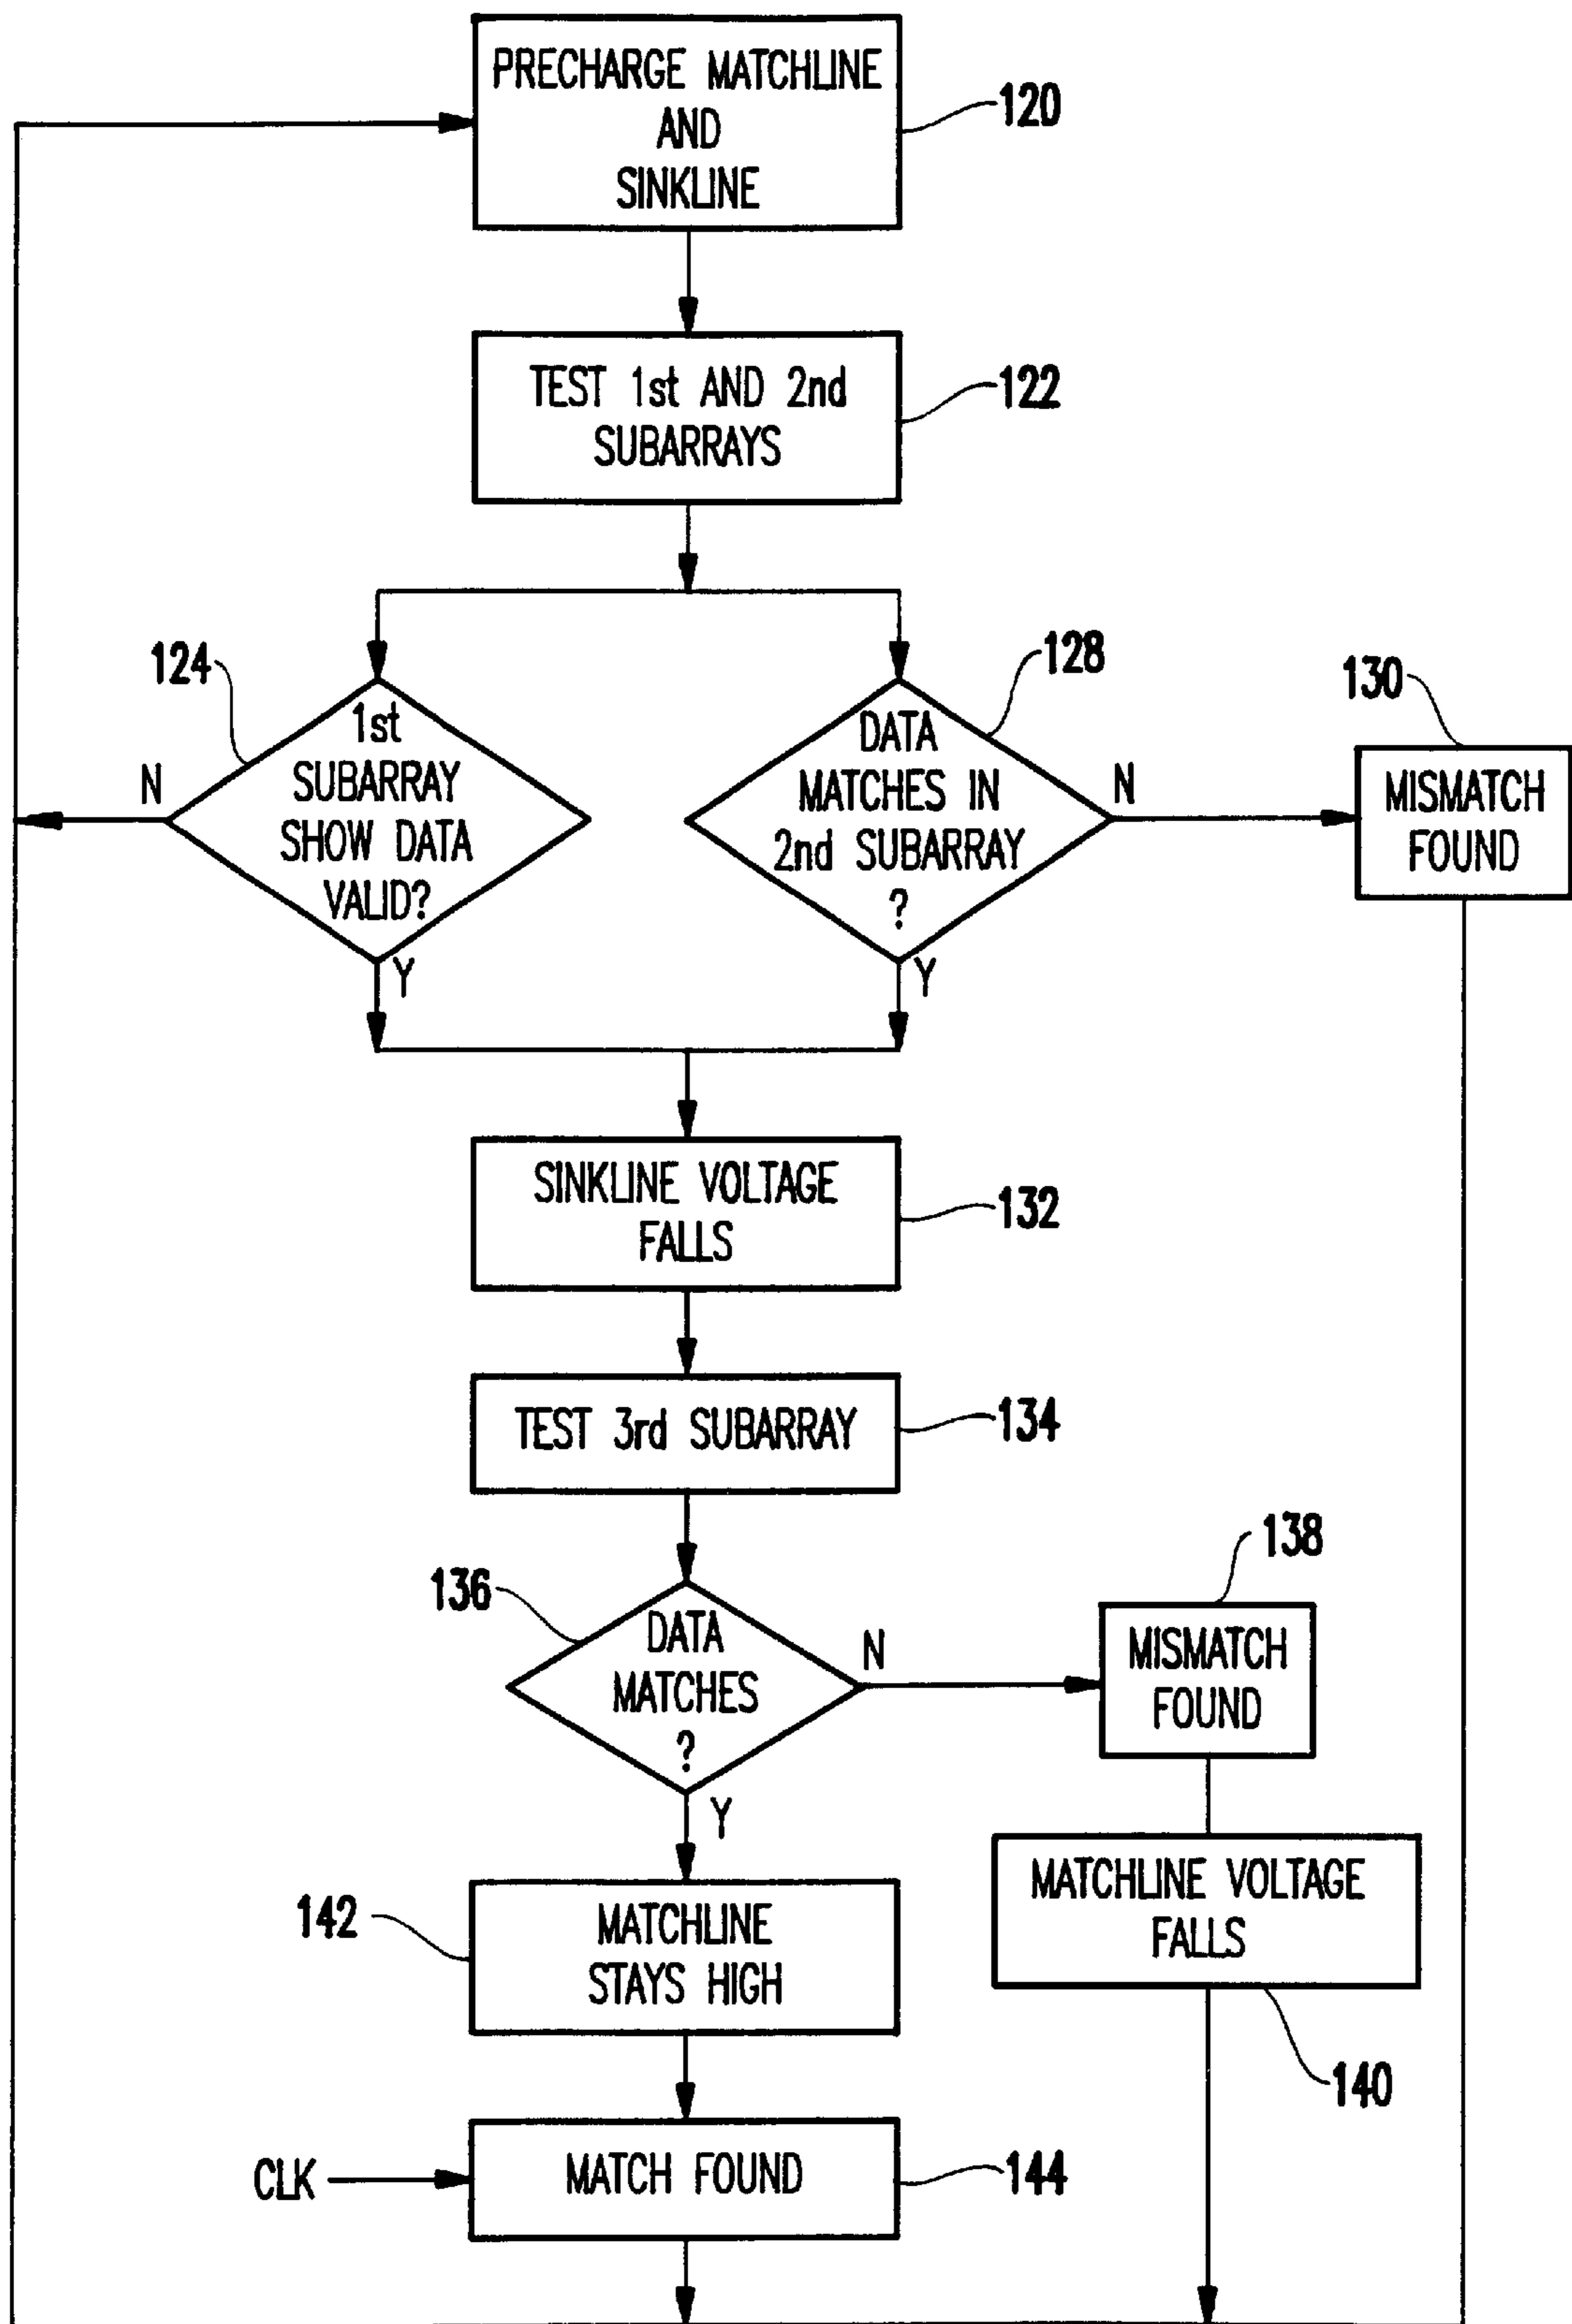 PRECHARGE MATCHLINE
AND
SINKLINE
120
TEST 1st AND 2nd
SUBARRAYS
122
124
1st
SUBARRAY
SHOW DATA
VALID?
N
Y
128
DATA
MATCHES IN
2nd SUBARRAY
?
N
Y
130
MISMATCH
FOUND
SINKLINE VOLTAGE
FALLS
132
TEST 3rd SUBARRAY
134
136
DATA
MATCHES
?
N
Y
138
MISMATCH
FOUND
MATCHLINE VOLTAGE
FALLS
140
142
MATCHLINE
STAYS HIGH
CLK
MATCH FOUND
144